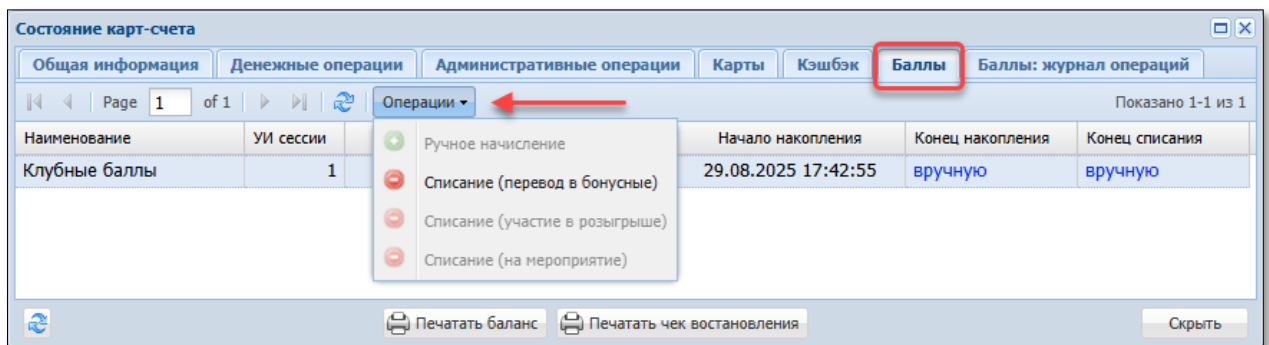 Состояние карт-счета
Общая информация Денежные операции Административные операции Карты Кэшбэк Баллы Баллы: журнал операций
Page 1 of 1 Операции Показано 1-1 из 1
Наименование УИ сессии Начало накопления Конец накопления Конец списания
Клубные баллы 1 29.08.2025 17:42:55 вручную вручную
Ручное начисление
Списание (перевод в бонусные)
Списание (участие в розыгрыше)
Списание (на мероприятие)
Печатать баланс Печатать чек востановления Скрыть